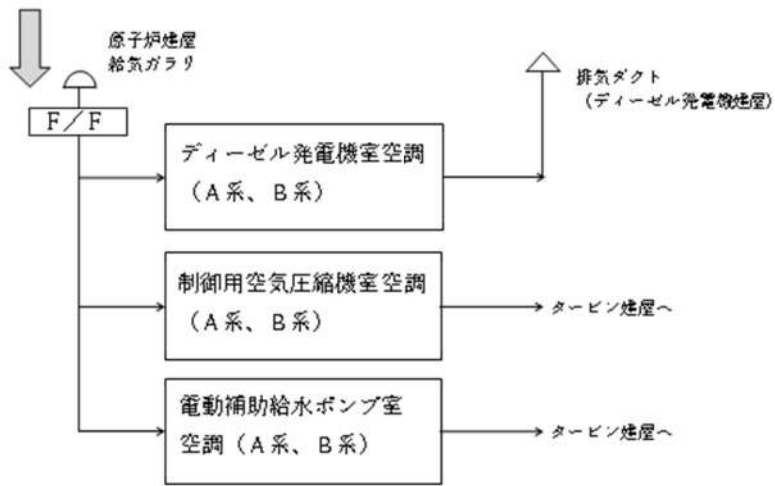 原子炉建屋
給気ガラリ
F/F
排気ダクト
(ディーゼル発電機建屋)
ディーゼル発電機室空調
(A系、B系)
制御用空気圧縮機室空調
(A系、B系)
タービン建屋へ
電動補助給水ポンプ室
空調(A系、B系)
タービン建屋へ